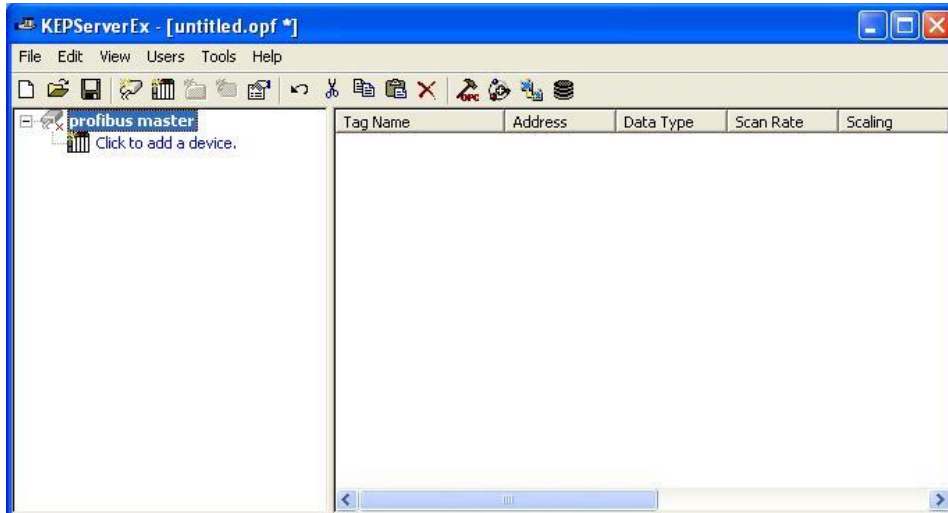 KEPServerEx - [untitled.opf *]
File Edit View Users Tools Help
OPC
profibus master
Tag Name Address Data Type Scan Rate Scaling
Click to add a device.